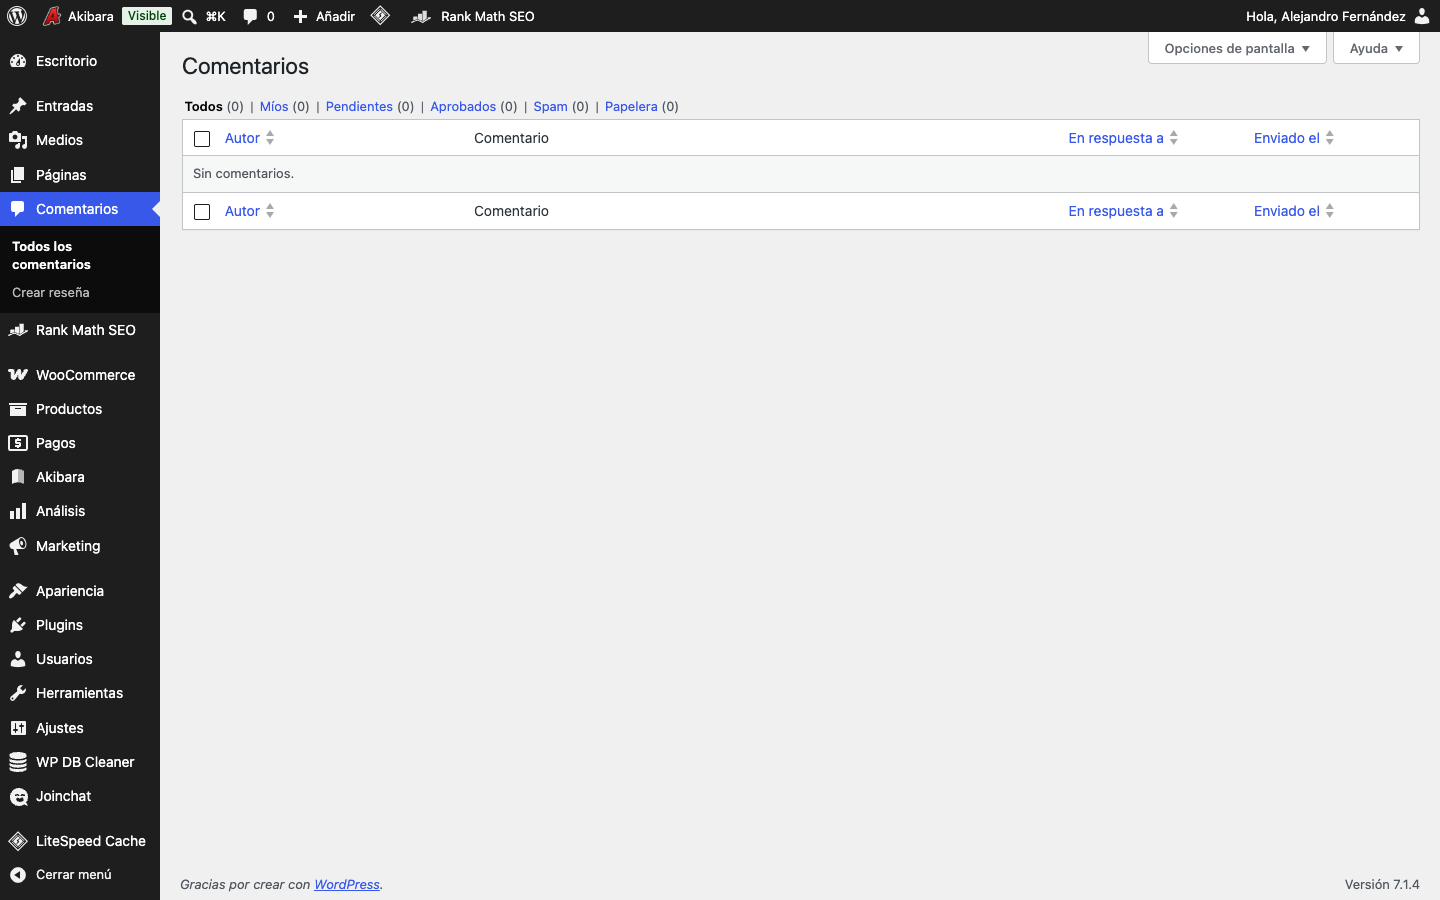 Akibara Visible ⌘K 0 Añadir Rank Math SEO Hola, Alejandro Fernández
Opciones de pantalla Ayuda
Escritorio
Entradas
Medios
Páginas
Comentarios
Todos los
comentarios
Crear reseña
Rank Math SEO
WooCommerce
Productos
Pagos
Akibara
Análisis
Marketing
Apariencia
Plugins
Usuarios
Herramientas
Ajustes
WP DB Cleaner
Joinchat
LiteSpeed Cache
Cerrar menú
Comentarios
Todos (0) | Míos (0) | Pendientes (0) | Aprobados (0) | Spam (0) | Papelera (0)
Autor Comentario En respuesta a Enviado el
Sin comentarios.
Autor Comentario En respuesta a Enviado el
Gracias por crear con WordPress. Versión 7.1.4